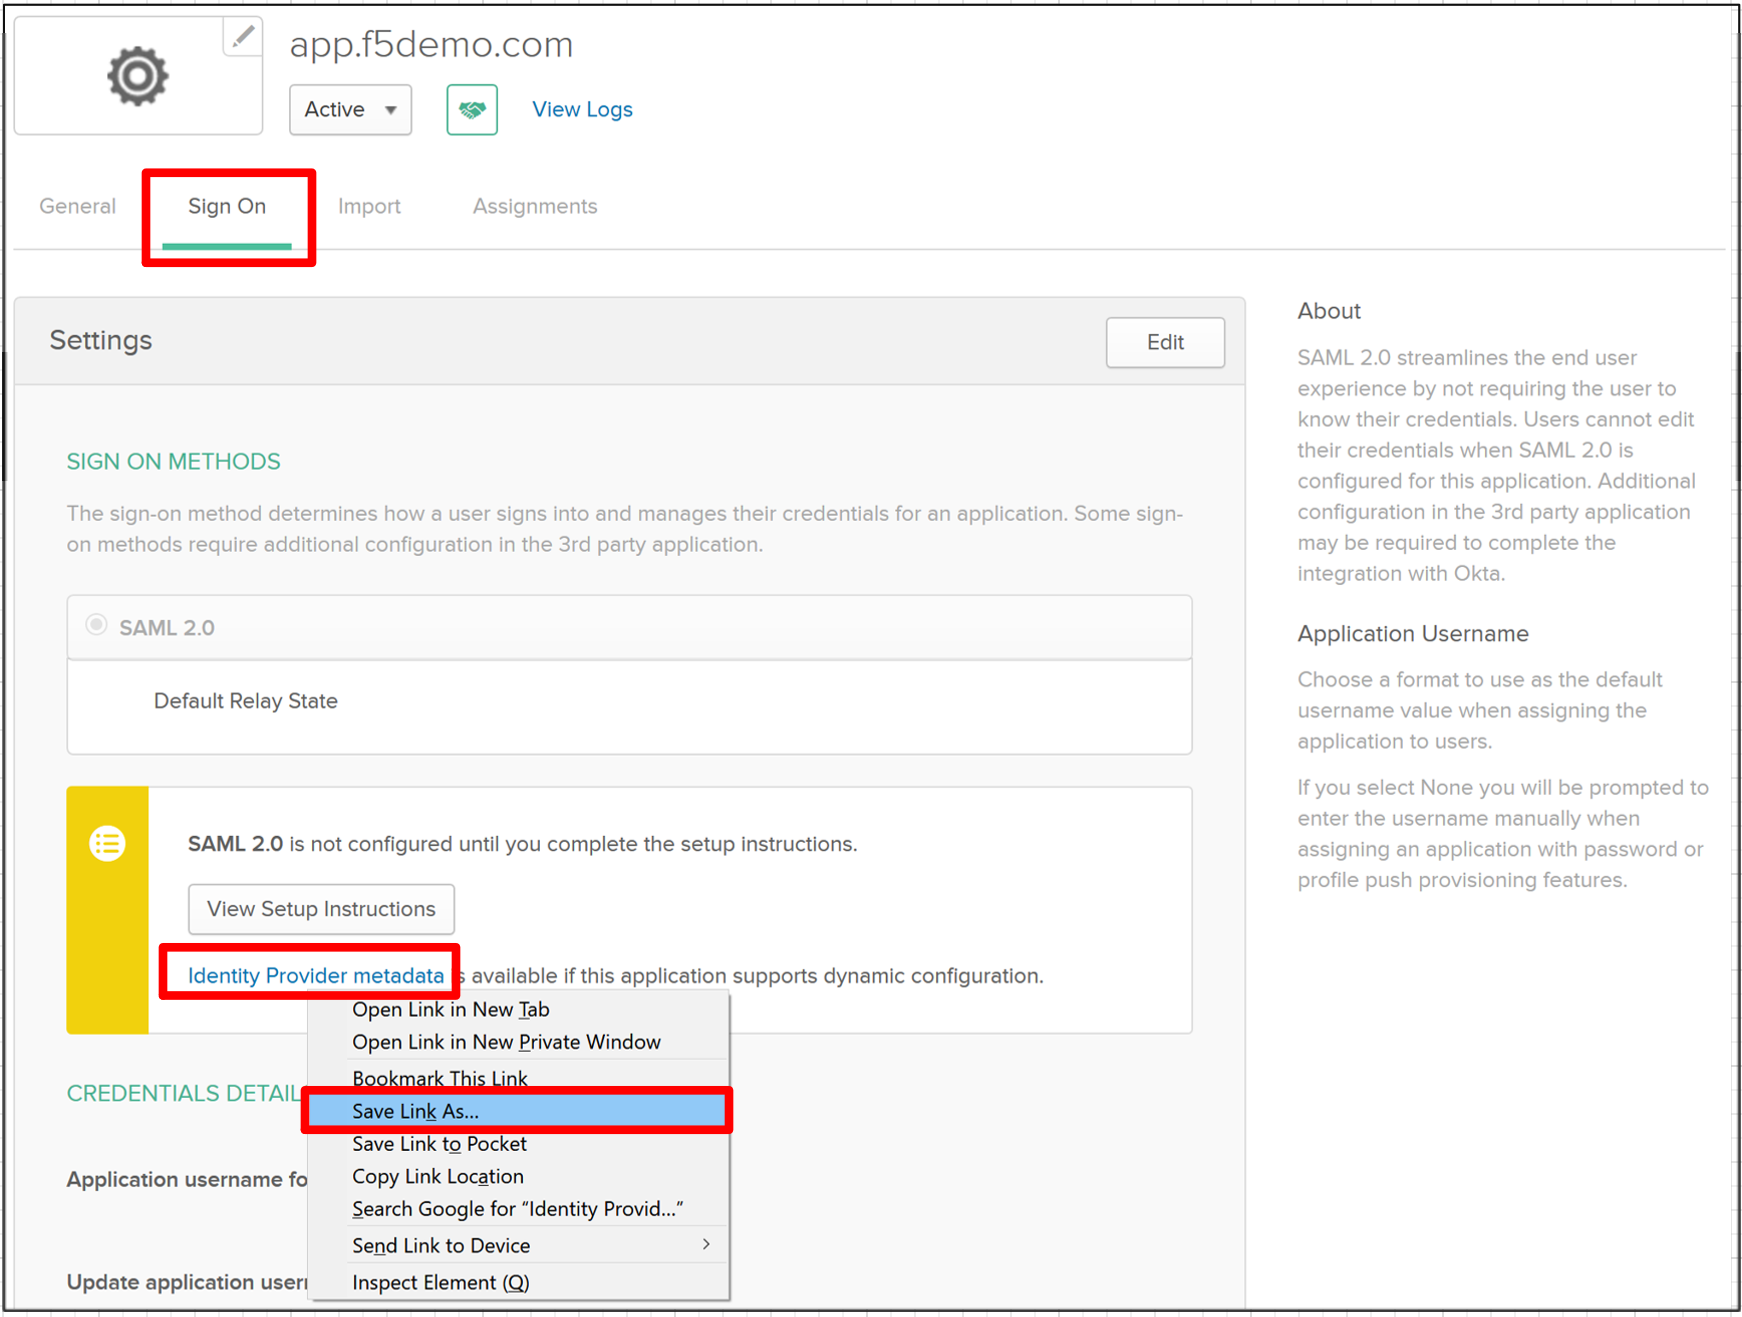 app.f5demo.com
Active
View Logs
General
Sign On
Import
Assignments
Settings
Edit
SIGN ON METHODS
The sign-on method determines how a user signs into and manages their credentials for an application. Some sign-
on methods require additional configuration in the 3rd party application.
SAML 2.0
Default Relay State
SAML 2.0 is not configured until you complete the setup instructions.
View Setup Instructions
Identity Provider metadata is available if this application supports dynamic configuration.
Open Link in New Tab
Open Link in New Private Window
Bookmark This Link
Save Link As...
Save Link to Pocket
Copy Link Location
Search Google for “Identity Provid...”
Send Link to Device
Inspect Element (Q)
CREDENTIALS DETAIL
Application username fo
Update application user
About
SAML 2.0 streamlines the end user
experience by not requiring the user to
know their credentials. Users cannot edit
their credentials when SAML 2.0 is
configured for this application. Additional
configuration in the 3rd party application
may be required to complete the
integration with Okta.
Application Username
Choose a format to use as the default
username value when assigning the
application to users.
If you select None you will be prompted to
enter the username manually when
assigning an application with password or
profile push provisioning features.